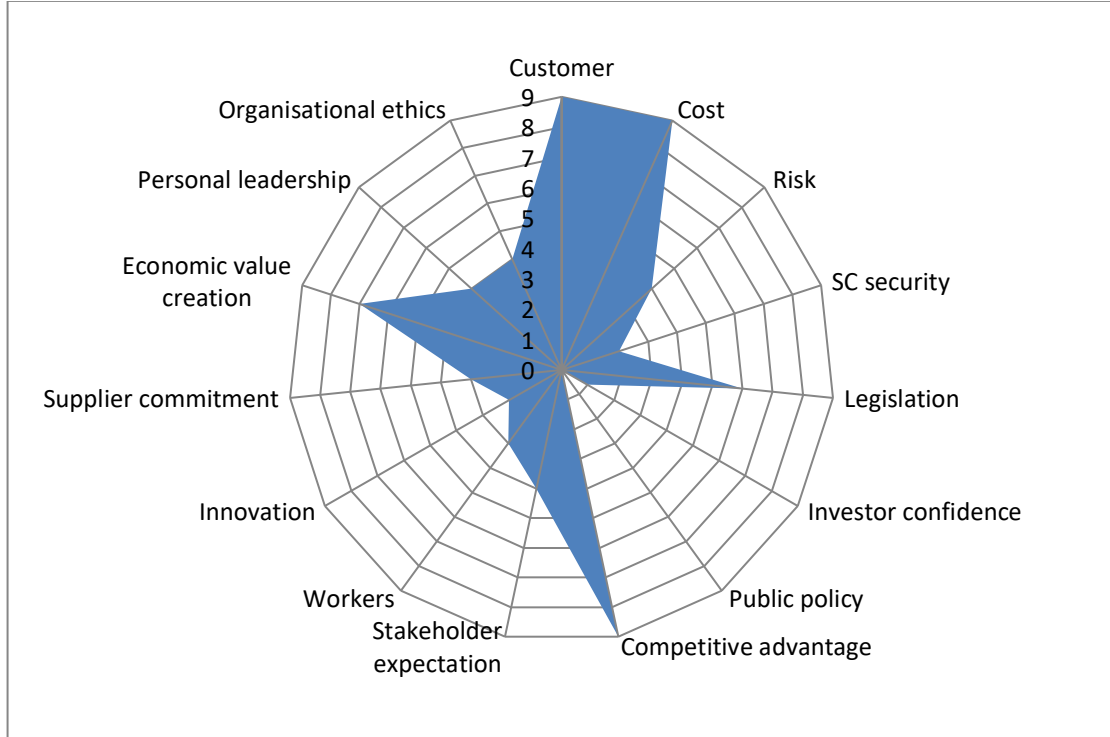 Customer
Cost
Risk
SC security
Legislation
Investor confidence
Public policy
Competitive advantage
Stakeholder
expectation
Workers
Innovation
Supplier commitment
Economic value
creation
Personal leadership
Organisational ethics
9
8
7
6
5
4
3
2
1
0